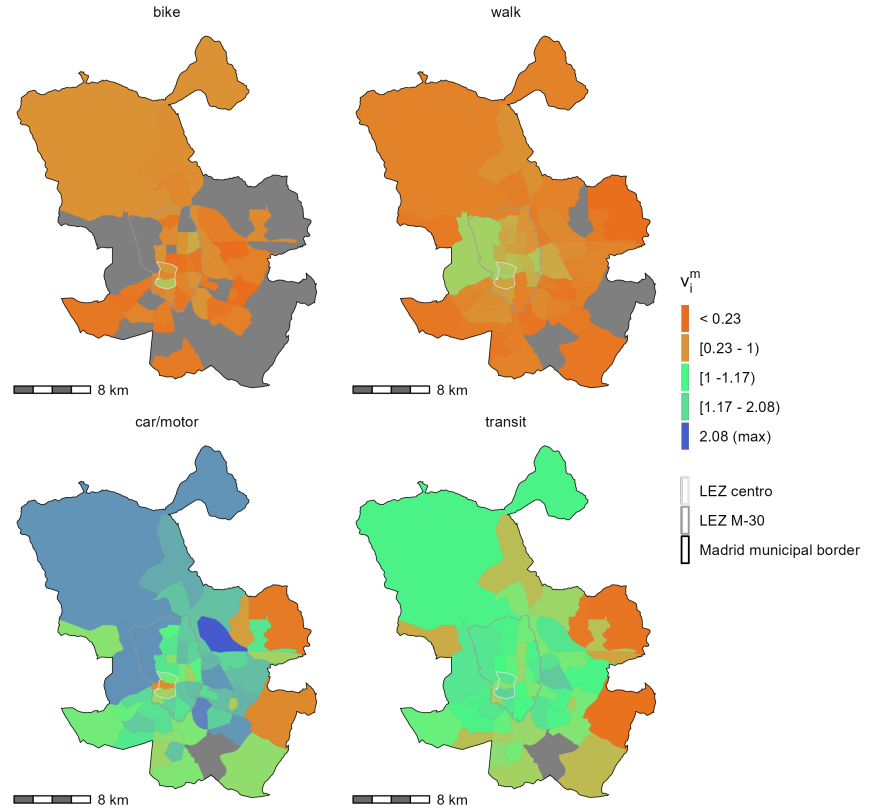 bike
walk
8 km
8 km
car/motor
transit
8 km
8 km
v_i^m
< 0.23
[0.23 - 1)
[1 -1.17)
[1.17 - 2.08)
2.08 (max)
LEZ centro
LEZ M-30
Madrid municipal border